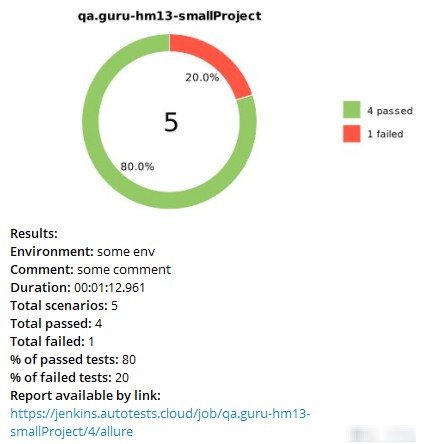 qa.guru-hm13-smallProject
20.0%
5
80.0%
4 passed
1 failed
Results:
Environment: some env
Comment: some comment
Duration: 00:01:12.961
Total scenarios: 5
Total passed: 4
Total failed: 1
% of passed tests: 80
% of failed tests: 20
Report available by link:
https://jenkins.autotests.cloud/job/qa.guru-hm13-
smallProject/4/allure